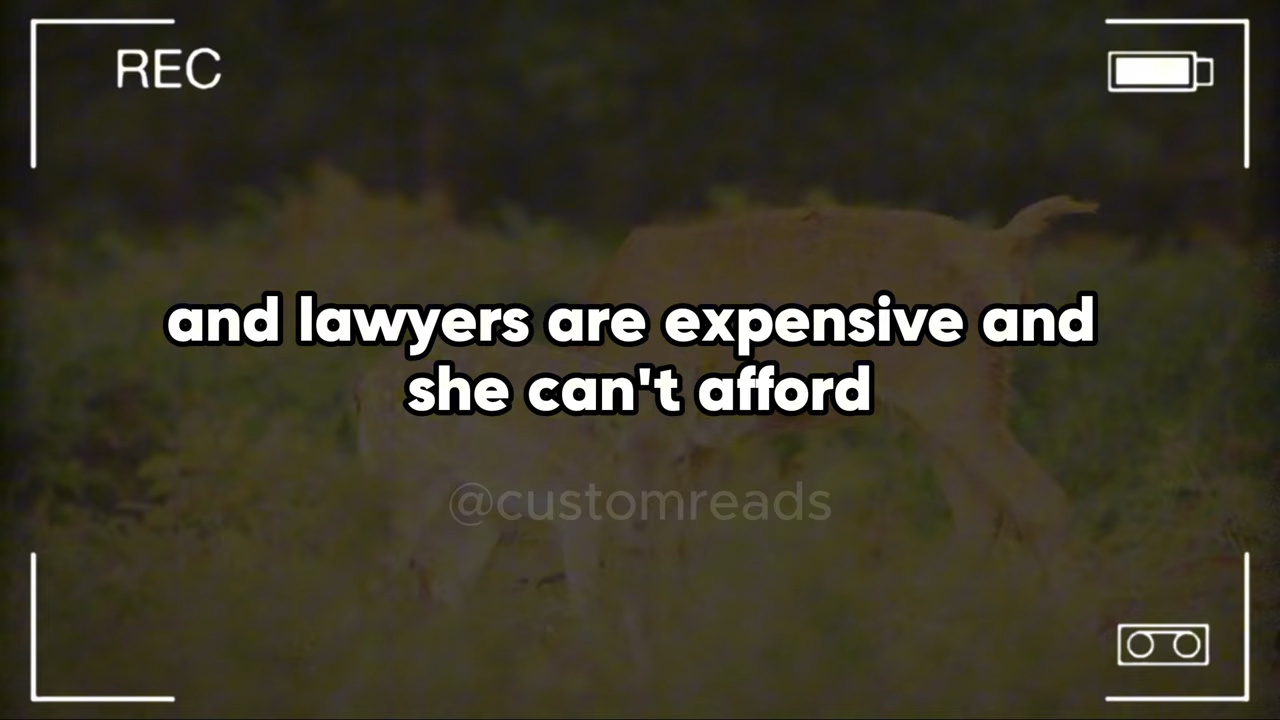 REC
and lawyers are expensive and
she can't afford
@customreads